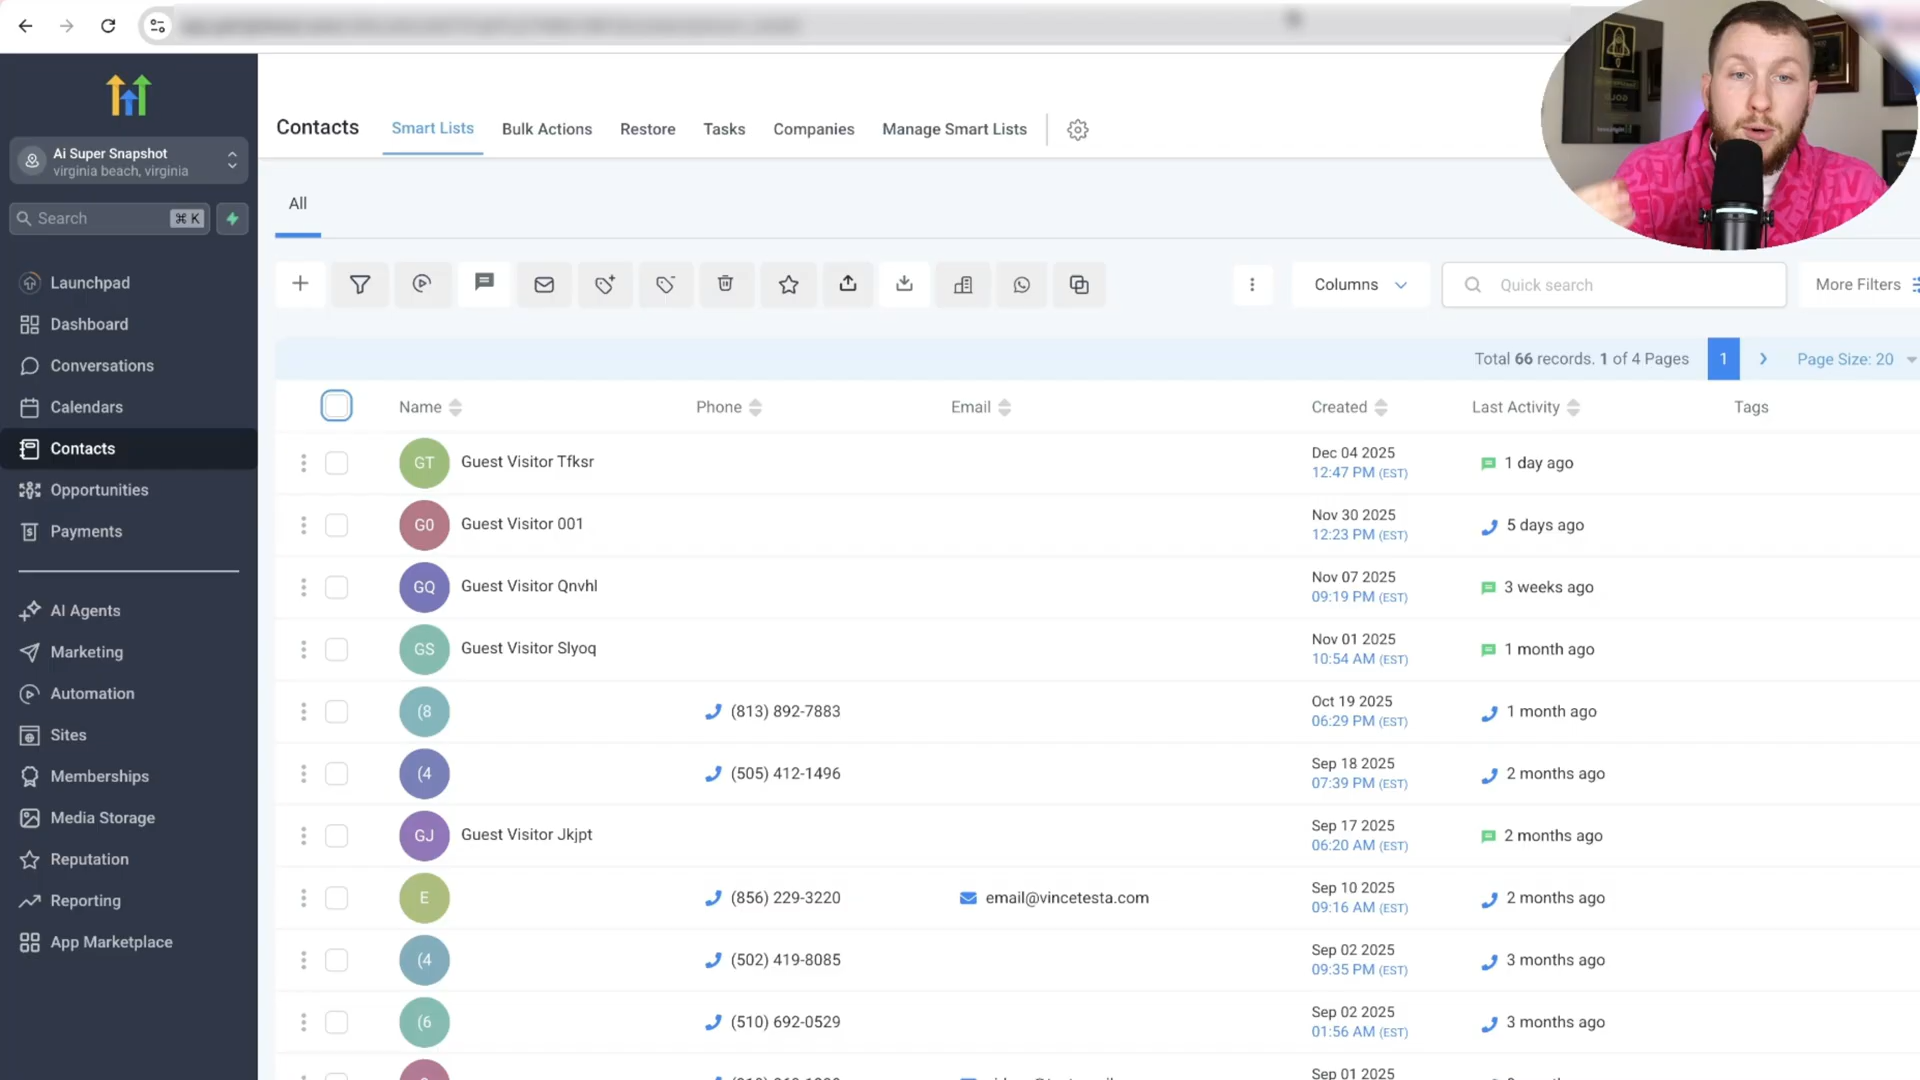 Contacts
Smart Lists
Bulk Actions
Restore
Tasks
Companies
Manage Smart Lists
Ai Super Snapshot
virginia beach, virginia
Search
⌘ K
All
Launchpad
Dashboard
Conversations
Calendars
Contacts
Opportunities
Payments
AI Agents
Marketing
Automation
Sites
Memberships
Media Storage
Reputation
Reporting
App Marketplace
Columns
Quick search
More Filters
Total 66 records. 1 of 4 Pages
1
Page Size: 20
Name
Phone
Email
Created
Last Activity
Tags
GT
Guest Visitor Tfksr
Dec 04 2025
12:47 PM (EST)
1 day ago
G0
Guest Visitor 001
Nov 30 2025
12:23 PM (EST)
5 days ago
GQ
Guest Visitor Qnvhl
Nov 07 2025
09:19 PM (EST)
3 weeks ago
GS
Guest Visitor Slyoq
Nov 01 2025
10:54 AM (EST)
1 month ago
(8
(813) 892-7883
Oct 19 2025
06:29 PM (EST)
1 month ago
(4
(505) 412-1496
Sep 18 2025
07:39 PM (EST)
2 months ago
GJ
Guest Visitor Jkjpt
Sep 17 2025
06:20 AM (EST)
2 months ago
E
(856) 229-3220
email@vincetesta.com
Sep 10 2025
09:16 AM (EST)
2 months ago
(4
(502) 419-8085
Sep 02 2025
09:35 PM (EST)
3 months ago
(6
(510) 692-0529
Sep 02 2025
01:56 AM (EST)
3 months ago
Sep 01 2025